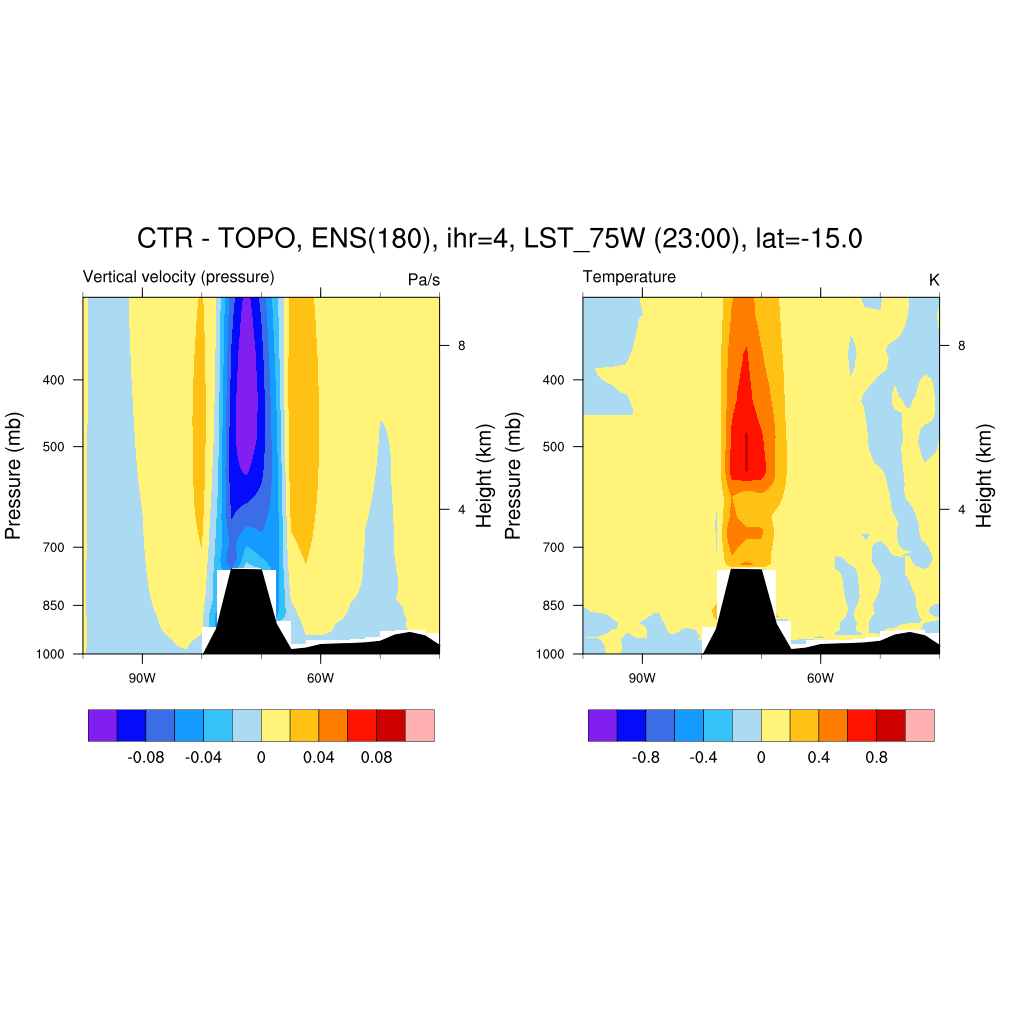 CTR - TOPO, ENS(180), ihr=4, LST_75W (23:00), lat=-15.0
Vertical velocity (pressure) Pa/s
Temperature K
Pressure (mb)
400
500
700
850
1000
8
4
Height (km)
90W 60W
Pressure (mb)
400
500
700
850
1000
8
4
Height (km)
90W 60W
-0.08 -0.04 0 0.04 0.08
-0.8 -0.4 0 0.4 0.8